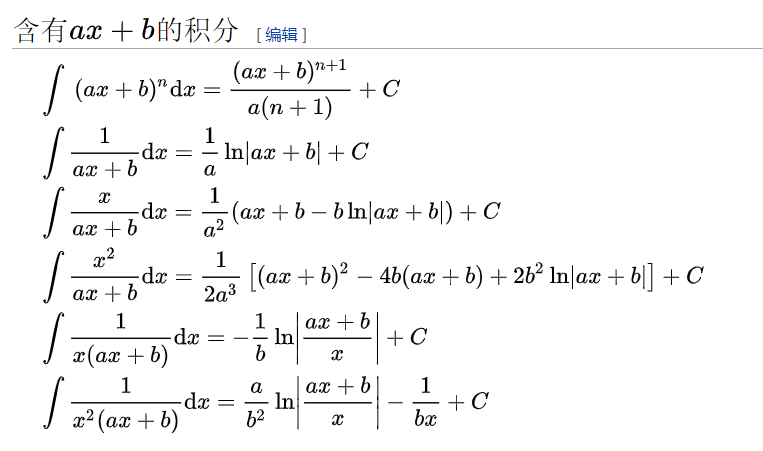 含有$ax + b$的积分 [编辑]
$\int (ax + b)^n \mathrm{d}x = \frac{(ax + b)^{n+1}}{a(n + 1)} + C$
$\int \frac{1}{ax + b} \mathrm{d}x = \frac{1}{a} \ln|ax + b| + C$
$\int \frac{x}{ax + b} \mathrm{d}x = \frac{1}{a^2} (ax + b - b \ln|ax + b|) + C$
$\int \frac{x^2}{ax + b} \mathrm{d}x = \frac{1}{2a^3} \left[(ax + b)^2 - 4b(ax + b) + 2b^2 \ln|ax + b|\right] + C$
$\int \frac{1}{x(ax + b)} \mathrm{d}x = -\frac{1}{b} \ln\left|\frac{ax + b}{x}\right| + C$
$\int \frac{1}{x^2(ax + b)} \mathrm{d}x = \frac{a}{b^2} \ln\left|\frac{ax + b}{x}\right| - \frac{1}{bx} + C$